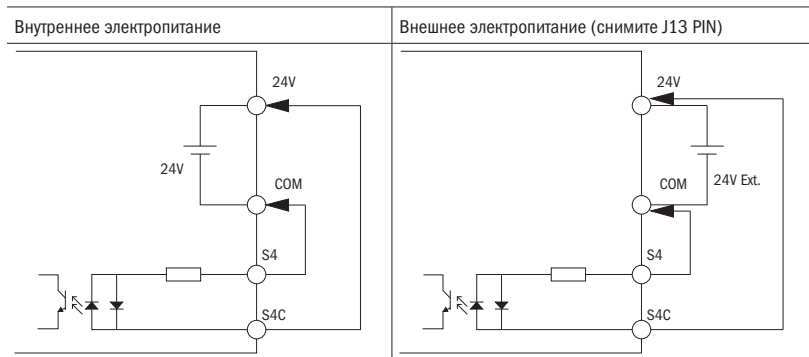 Внутреннее электропитание
Внешнее электропитание (снимите J13 PIN)
24V
24V
COM
S4
S4C
24V
24V Ext.
COM
S4
S4C